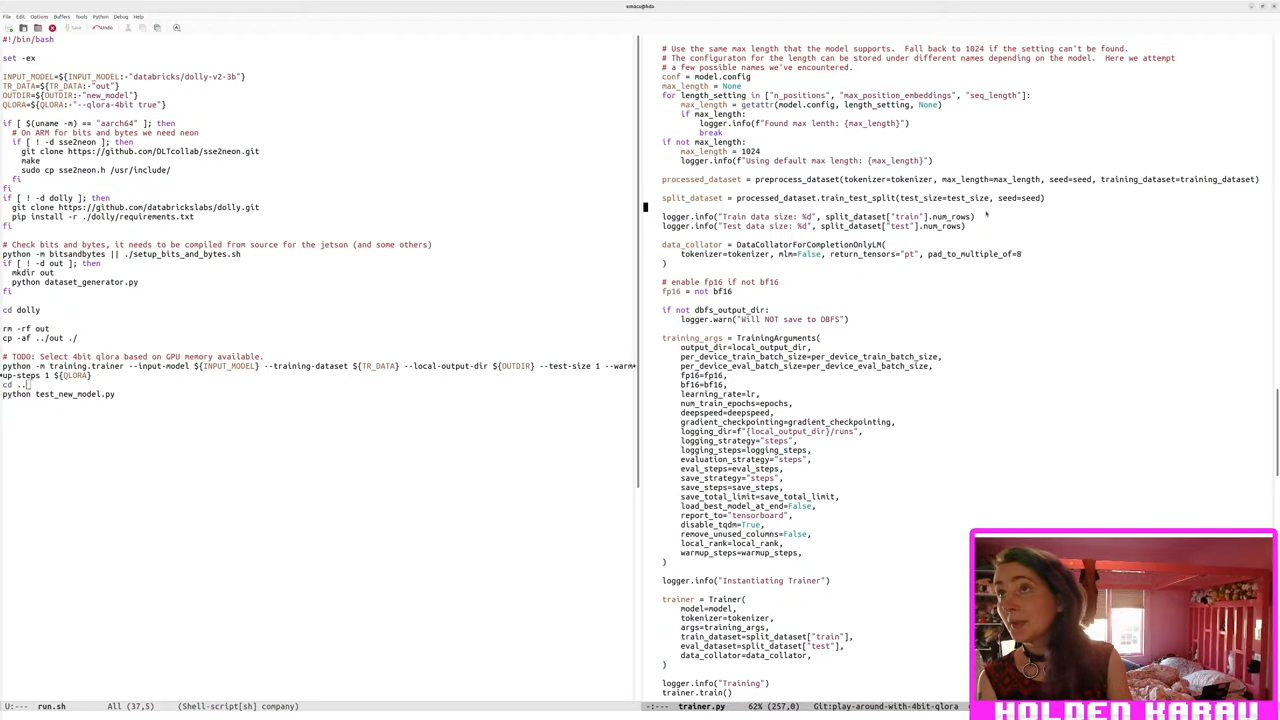 emacs@hda
File Edit Options Buffers Tools Python Debug Help
Save Undo
#!/bin/bash
set -ex
INPUT_MODEL=${INPUT_MODEL:-"databricks/dolly-v2-3b"}
TR_DATA=${TR_DATA:-"out"}
OUTDIR=${OUTDIR:-"new_model"}
QLORA=${QLORA:-"--qlora-4bit true"}
if [ $(uname -m) == "aarch64" ]; then
# On ARM for bits and bytes we need neon
if [ ! -d sse2neon ]; then
git clone https://github.com/DLTcollab/sse2neon.git
make
sudo cp sse2neon.h /usr/include/
fi
fi
if [ ! -d dolly ]; then
git clone https://github.com/databrickslabs/dolly.git
pip install -r ./dolly/requirements.txt
fi
# Check bits and bytes, it needs to be compiled from source for the jetson (and some others)
python -m bitsandbytes || ./setup_bits_and_bytes.sh
if [ ! -d out ]; then
mkdir out
python dataset_generator.py
fi
cd dolly
rm -rf out
cp -af ../out ./
# TODO: Select 4bit qlora based on GPU memory available.
python -m training.trainer --input-model ${INPUT_MODEL} --training-dataset ${TR_DATA} --local-output-dir ${OUTDIR} --test-size 1 --warm
up-steps 1 ${QLORA}
cd ..
python test_new_model.py
U:--- run.sh All (37,5) (Shell-script[sh] company)
# Use the same max length that the model supports. Fall back to 1024 if the setting can't be found.
# The configuraton for the length can be stored under different names depending on the model. Here we attempt
# a few possible names we've encountered.
conf = model.config
max_length = None
for length_setting in ["n_positions", "max_position_embeddings", "seq_length"]:
max_length = getattr(model.config, length_setting, None)
if max_length:
logger.info(f"Found max lenth: {max_length}")
break
if not max_length:
max_length = 1024
logger.info(f"Using default max length: {max_length}")
processed_dataset = preprocess_dataset(tokenizer=tokenizer, max_length=max_length, seed=seed, training_dataset=training_dataset)
split_dataset = processed_dataset.train_test_split(test_size=test_size, seed=seed)
logger.info("Train data size: %d", split_dataset["train"].num_rows)
logger.info("Test data size: %d", split_dataset["test"].num_rows)
data_collator = DataCollatorForCompletionOnlyLM(
tokenizer=tokenizer, mlm=False, return_tensors="pt", pad_to_multiple_of=8
)
# enable fp16 if not bf16
fp16 = not bf16
if not dbfs_output_dir:
logger.warn("Will NOT save to DBFS")
training_args = TrainingArguments(
output_dir=local_output_dir,
per_device_train_batch_size=per_device_train_batch_size,
per_device_eval_batch_size=per_device_eval_batch_size,
fp16=fp16,
bf16=bf16,
learning_rate=lr,
num_train_epochs=epochs,
deepspeed=deepspeed,
gradient_checkpointing=gradient_checkpointing,
logging_dir=f"{local_output_dir}/runs",
logging_strategy="steps",
logging_steps=logging_steps,
evaluation_strategy="steps",
eval_steps=eval_steps,
save_strategy="steps",
save_steps=save_steps,
save_total_limit=save_total_limit,
load_best_model_at_end=False,
report_to="tensorboard",
disable_tqdm=True,
remove_unused_columns=False,
local_rank=local_rank,
warmup_steps=warmup_steps,
)
logger.info("Instantiating Trainer")
trainer = Trainer(
model=model,
tokenizer=tokenizer,
args=training_args,
train_dataset=split_dataset["train"],
eval_dataset=split_dataset["test"],
data_collator=data_collator,
)
logger.info("Training")
trainer.train()
-:--- trainer.py 62% (257,0) Git:play-around-with-4bit-qlora
HOLDEN KARAU